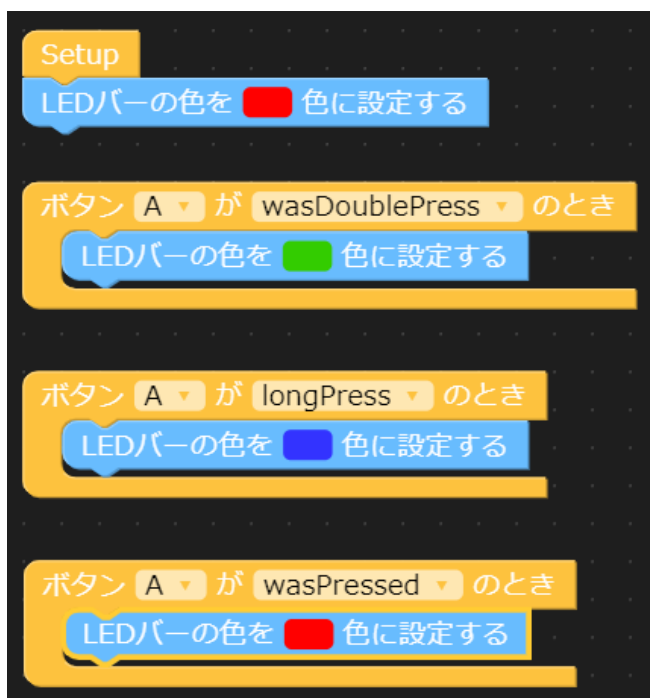 Setup
LEDバーの色を 色に設定する
ボタン A が wasDoublePress のとき
LEDバーの色を 色に設定する
ボタン A が longPress のとき
LEDバーの色を 色に設定する
ボタン A が wasPressed のとき
LEDバーの色を 色に設定する